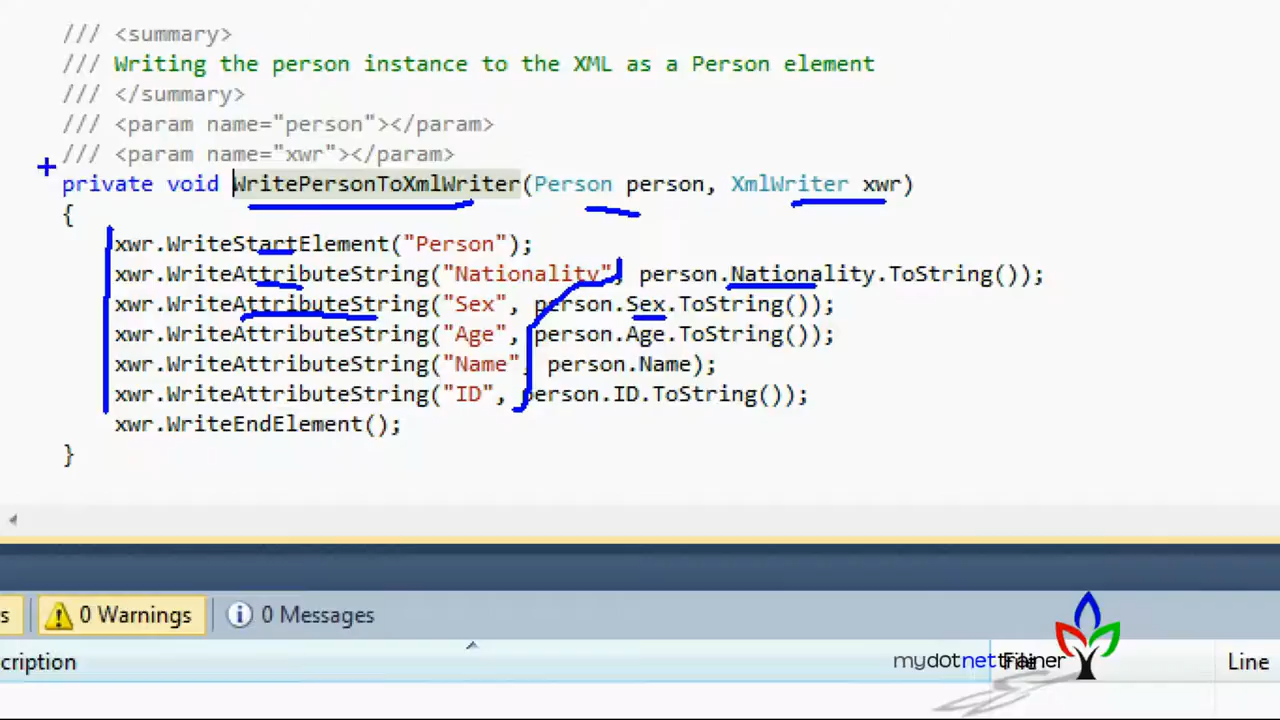 /// <summary>
/// Writing the person instance to the XML as a Person element
/// </summary>
/// <param name="person"></param>
/// <param name="xwr"></param>
private void WritePersonToXmlWriter(Person person, XmlWriter xwr)
{
xwr.WriteStartElement("Person");
xwr.WriteAttributeString("Nationality", person.Nationality.ToString());
xwr.WriteAttributeString("Sex", person.Sex.ToString());
xwr.WriteAttributeString("Age", person.Age.ToString());
xwr.WriteAttributeString("Name", person.Name);
xwr.WriteAttributeString("ID", person.ID.ToString());
xwr.WriteEndElement();
}
s 0 Warnings 0 Messages
cription File Line
mydotnettrainer